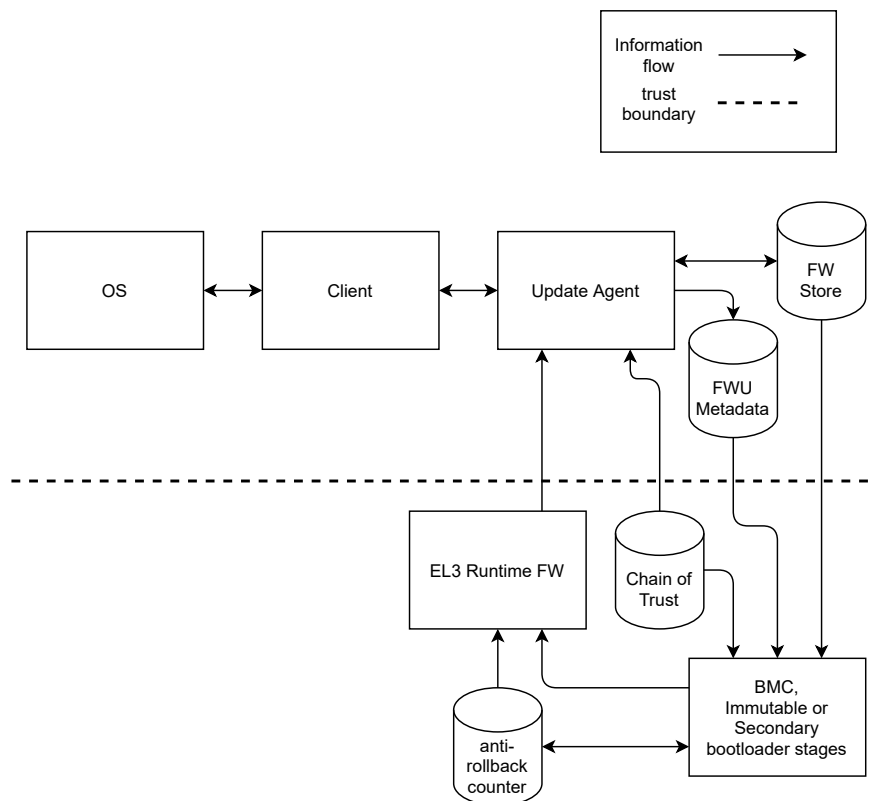 Information
flow
trust
boundary
OS
Client
Update Agent
FW
Store
FWU
Metadata
EL3 Runtime FW
Chain of
Trust
BMC,
Immutable or
Secondary
bootloader stages
anti-
rollback
counter